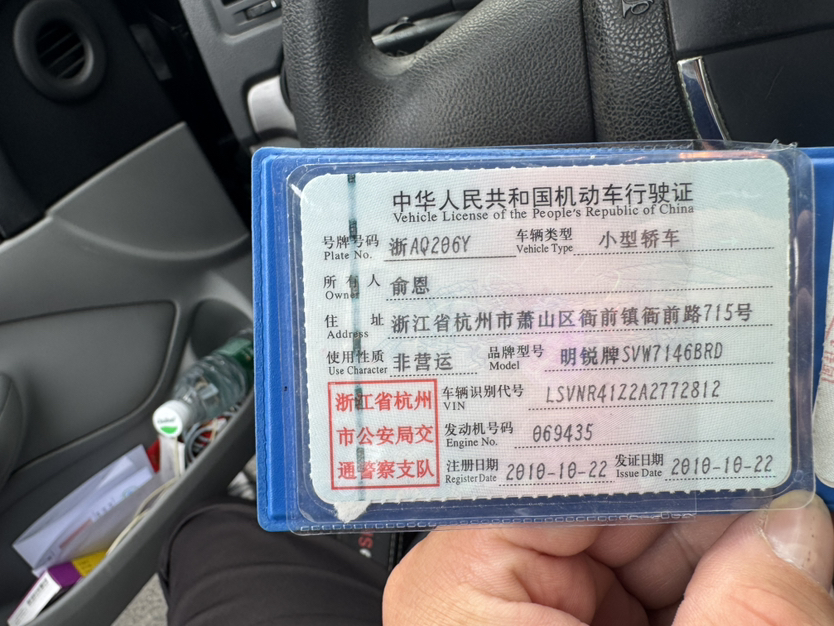 中华人民共和国机动车行驶证
Vehicle License of the People's Republic of China
号牌号码 浙AQ206Y 车辆类型 小型轿车
Plate No. Vehicle Type
所有人 俞恩
Owner
住址 浙江省杭州市萧山区衙前镇衙前路715号
Address
使用性质 非营运 品牌型号 明锐牌SVW7146BRD
Use Character Model
浙江省杭州
市公安局交
通警察支队
车辆识别代号 LSVNR41Z2A2772812
VIN
发动机号码 069435
Engine No.
注册日期 2010-10-22 发证日期 2010-10-22
Register Date Issue Date